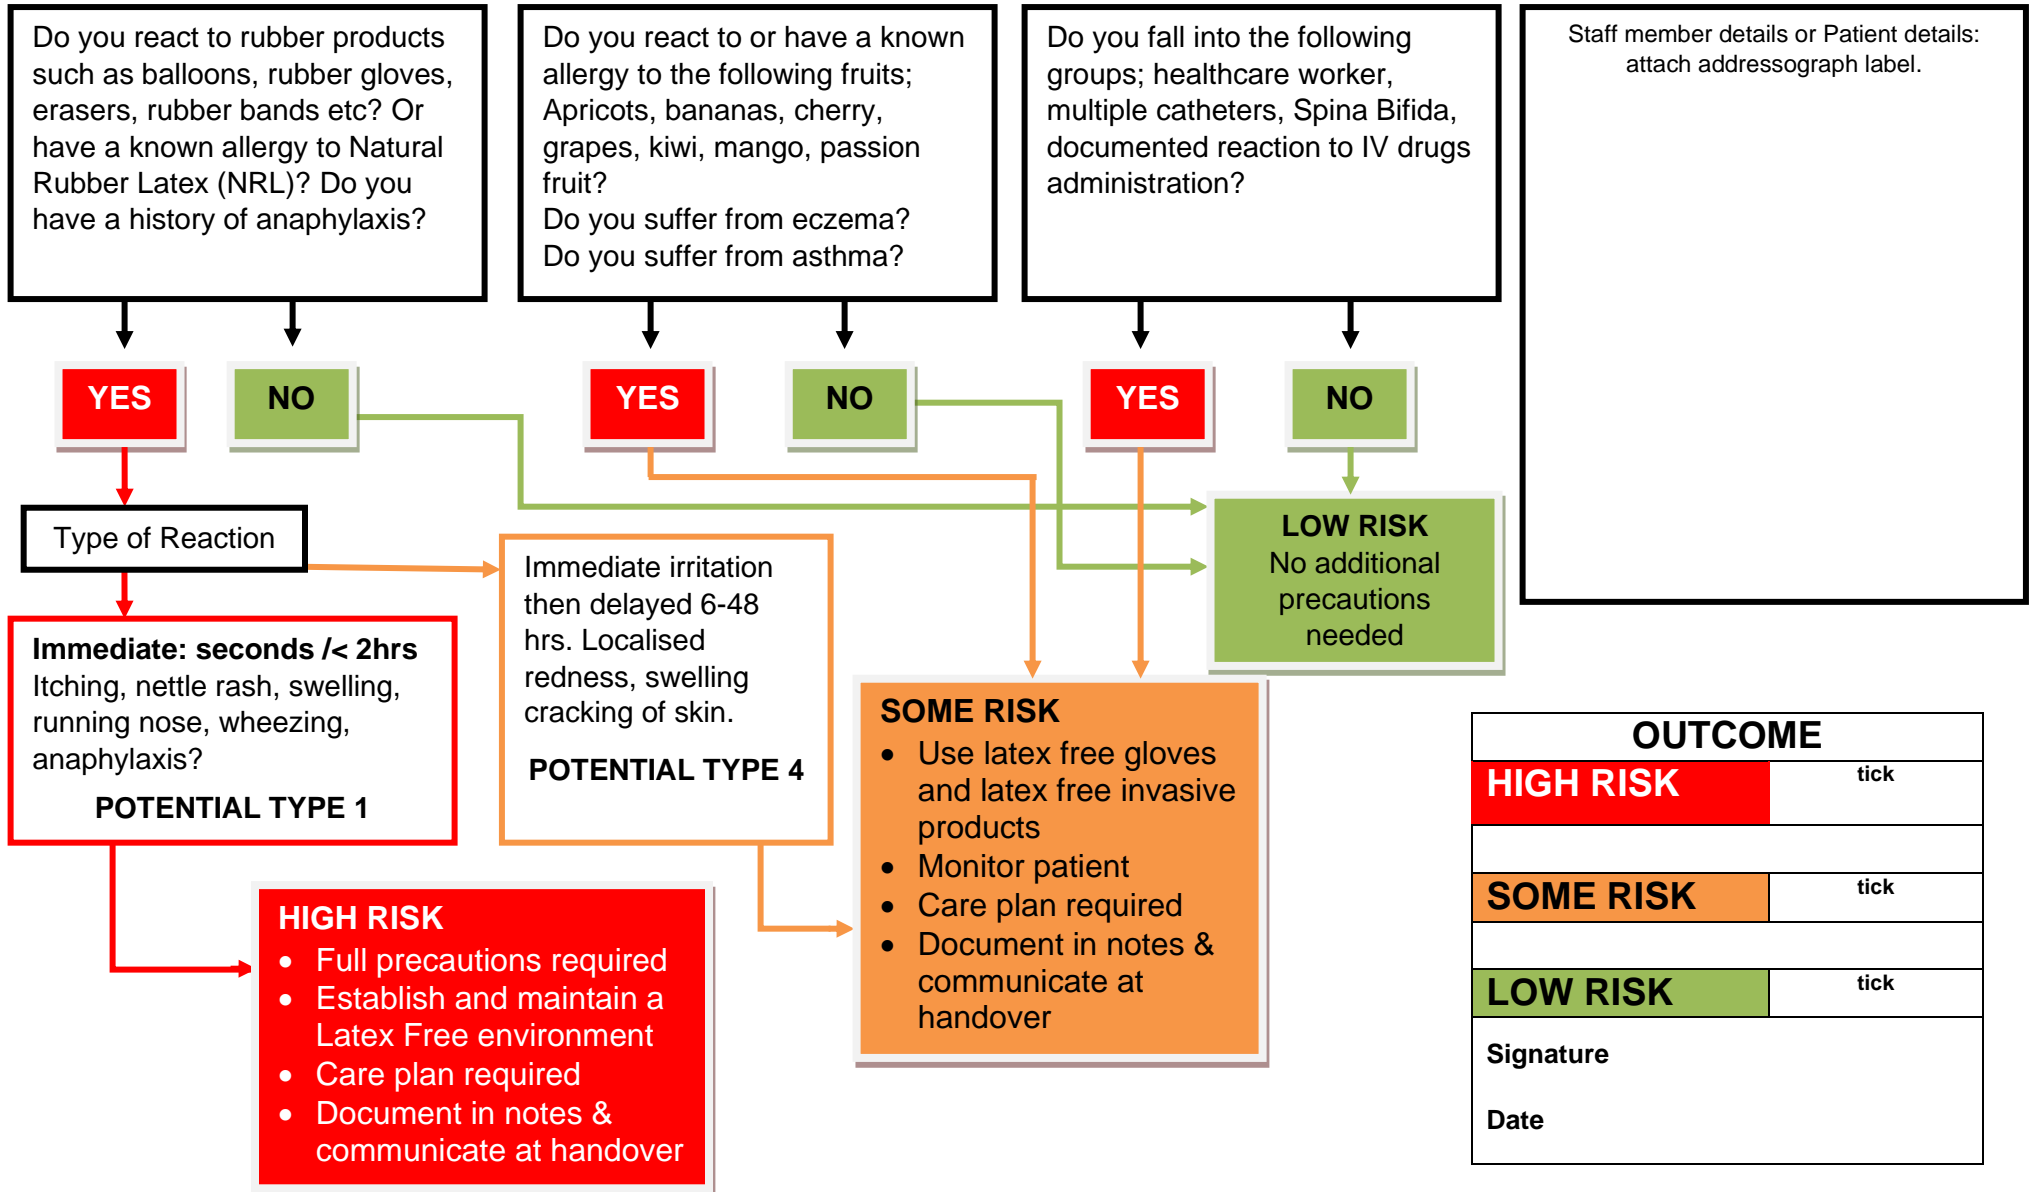 Do you react to rubber products
such as balloons, rubber gloves,
erasers, rubber bands etc? Or
have a known allergy to Natural
Rubber Latex (NRL)? Do you
have a history of anaphylaxis?
Do you react to or have a known
allergy to the following fruits;
Apricots, bananas, cherry,
grapes, kiwi, mango, passion
fruit?
Do you suffer from eczema?
Do you suffer from asthma?
Do you fall into the following
groups; healthcare worker,
multiple catheters, Spina Bifida,
documented reaction to IV drugs
administration?
Staff member details or Patient details:
attach addressograph label.
YES
NO
YES
NO
YES
NO
Type of Reaction
Immediate: seconds /< 2hrs
Itching, nettle rash, swelling,
running nose, wheezing,
anaphylaxis?
POTENTIAL TYPE 1
Immediate irritation
then delayed 6-48
hrs. Localised
redness, swelling
cracking of skin.
POTENTIAL TYPE 4
LOW RISK
No additional
precautions
needed
HIGH RISK
• Full precautions required
• Establish and maintain a
Latex Free environment
• Care plan required
• Document in notes &
communicate at handover
SOME RISK
• Use latex free gloves
and latex free invasive
products
• Monitor patient
• Care plan required
• Document in notes &
communicate at
handover
OUTCOME
HIGH RISK tick
SOME RISK tick
LOW RISK tick
Signature
Date